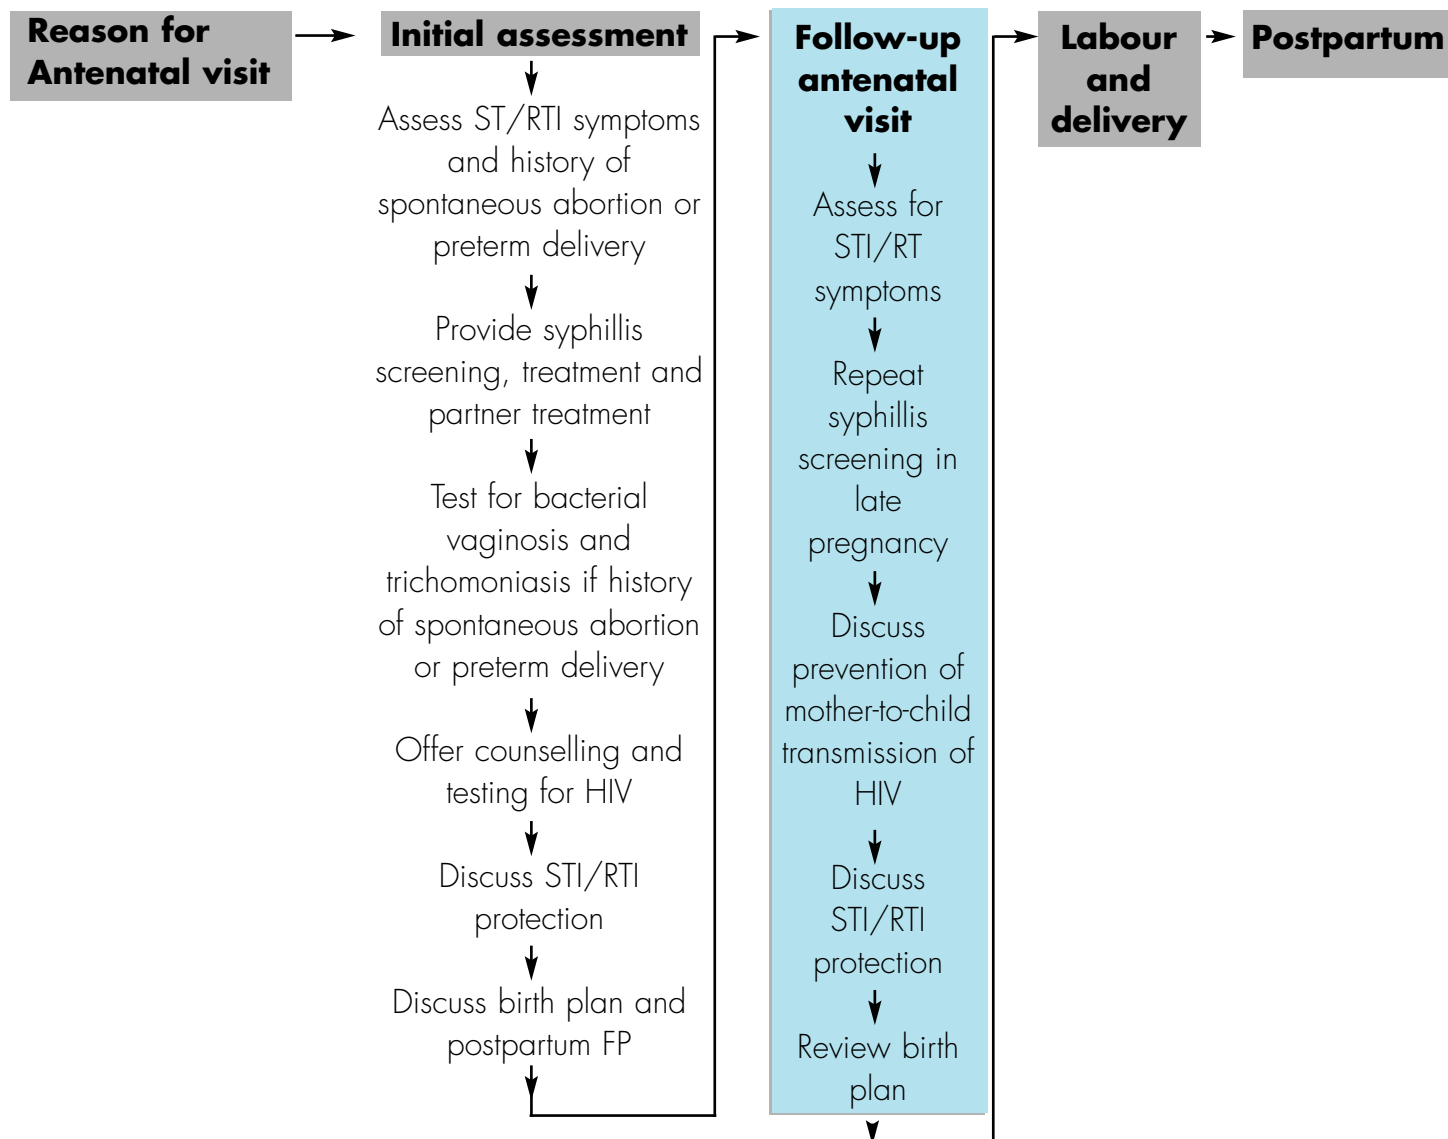 Reason for
Antenatal visit
Initial assessment
Assess ST/RTI symptoms
and history of
spontaneous abortion or
preterm delivery
Provide syphillis
screening, treatment and
partner treatment
Test for bacterial
vaginosis and
trichomoniasis if history
of spontaneous abortion
or preterm delivery
Offer counselling and
testing for HIV
Discuss STI/RTI
protection
Discuss birth plan and
postpartum FP
Follow-up
antenatal
visit
Assess for
STI/RT
symptoms
Repeat
syphillis
screening in
late
pregnancy
Discuss
prevention of
mother-to-child
transmission of
HIV
Discuss
STI/RTI
protection
Review birth
plan
Labour
and
delivery
Postpartum